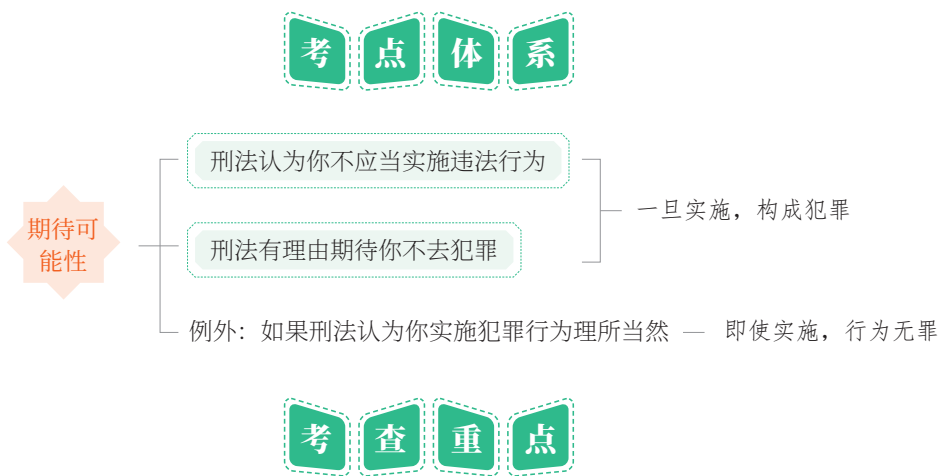 考点体系
刑法认为你不应当实施违法行为
一旦实施，构成犯罪
期待可
能性
刑法有理由期待你不去犯罪
例外：如果刑法认为你实施犯罪行为理所当然 — 即使实施，行为无罪
考查重点